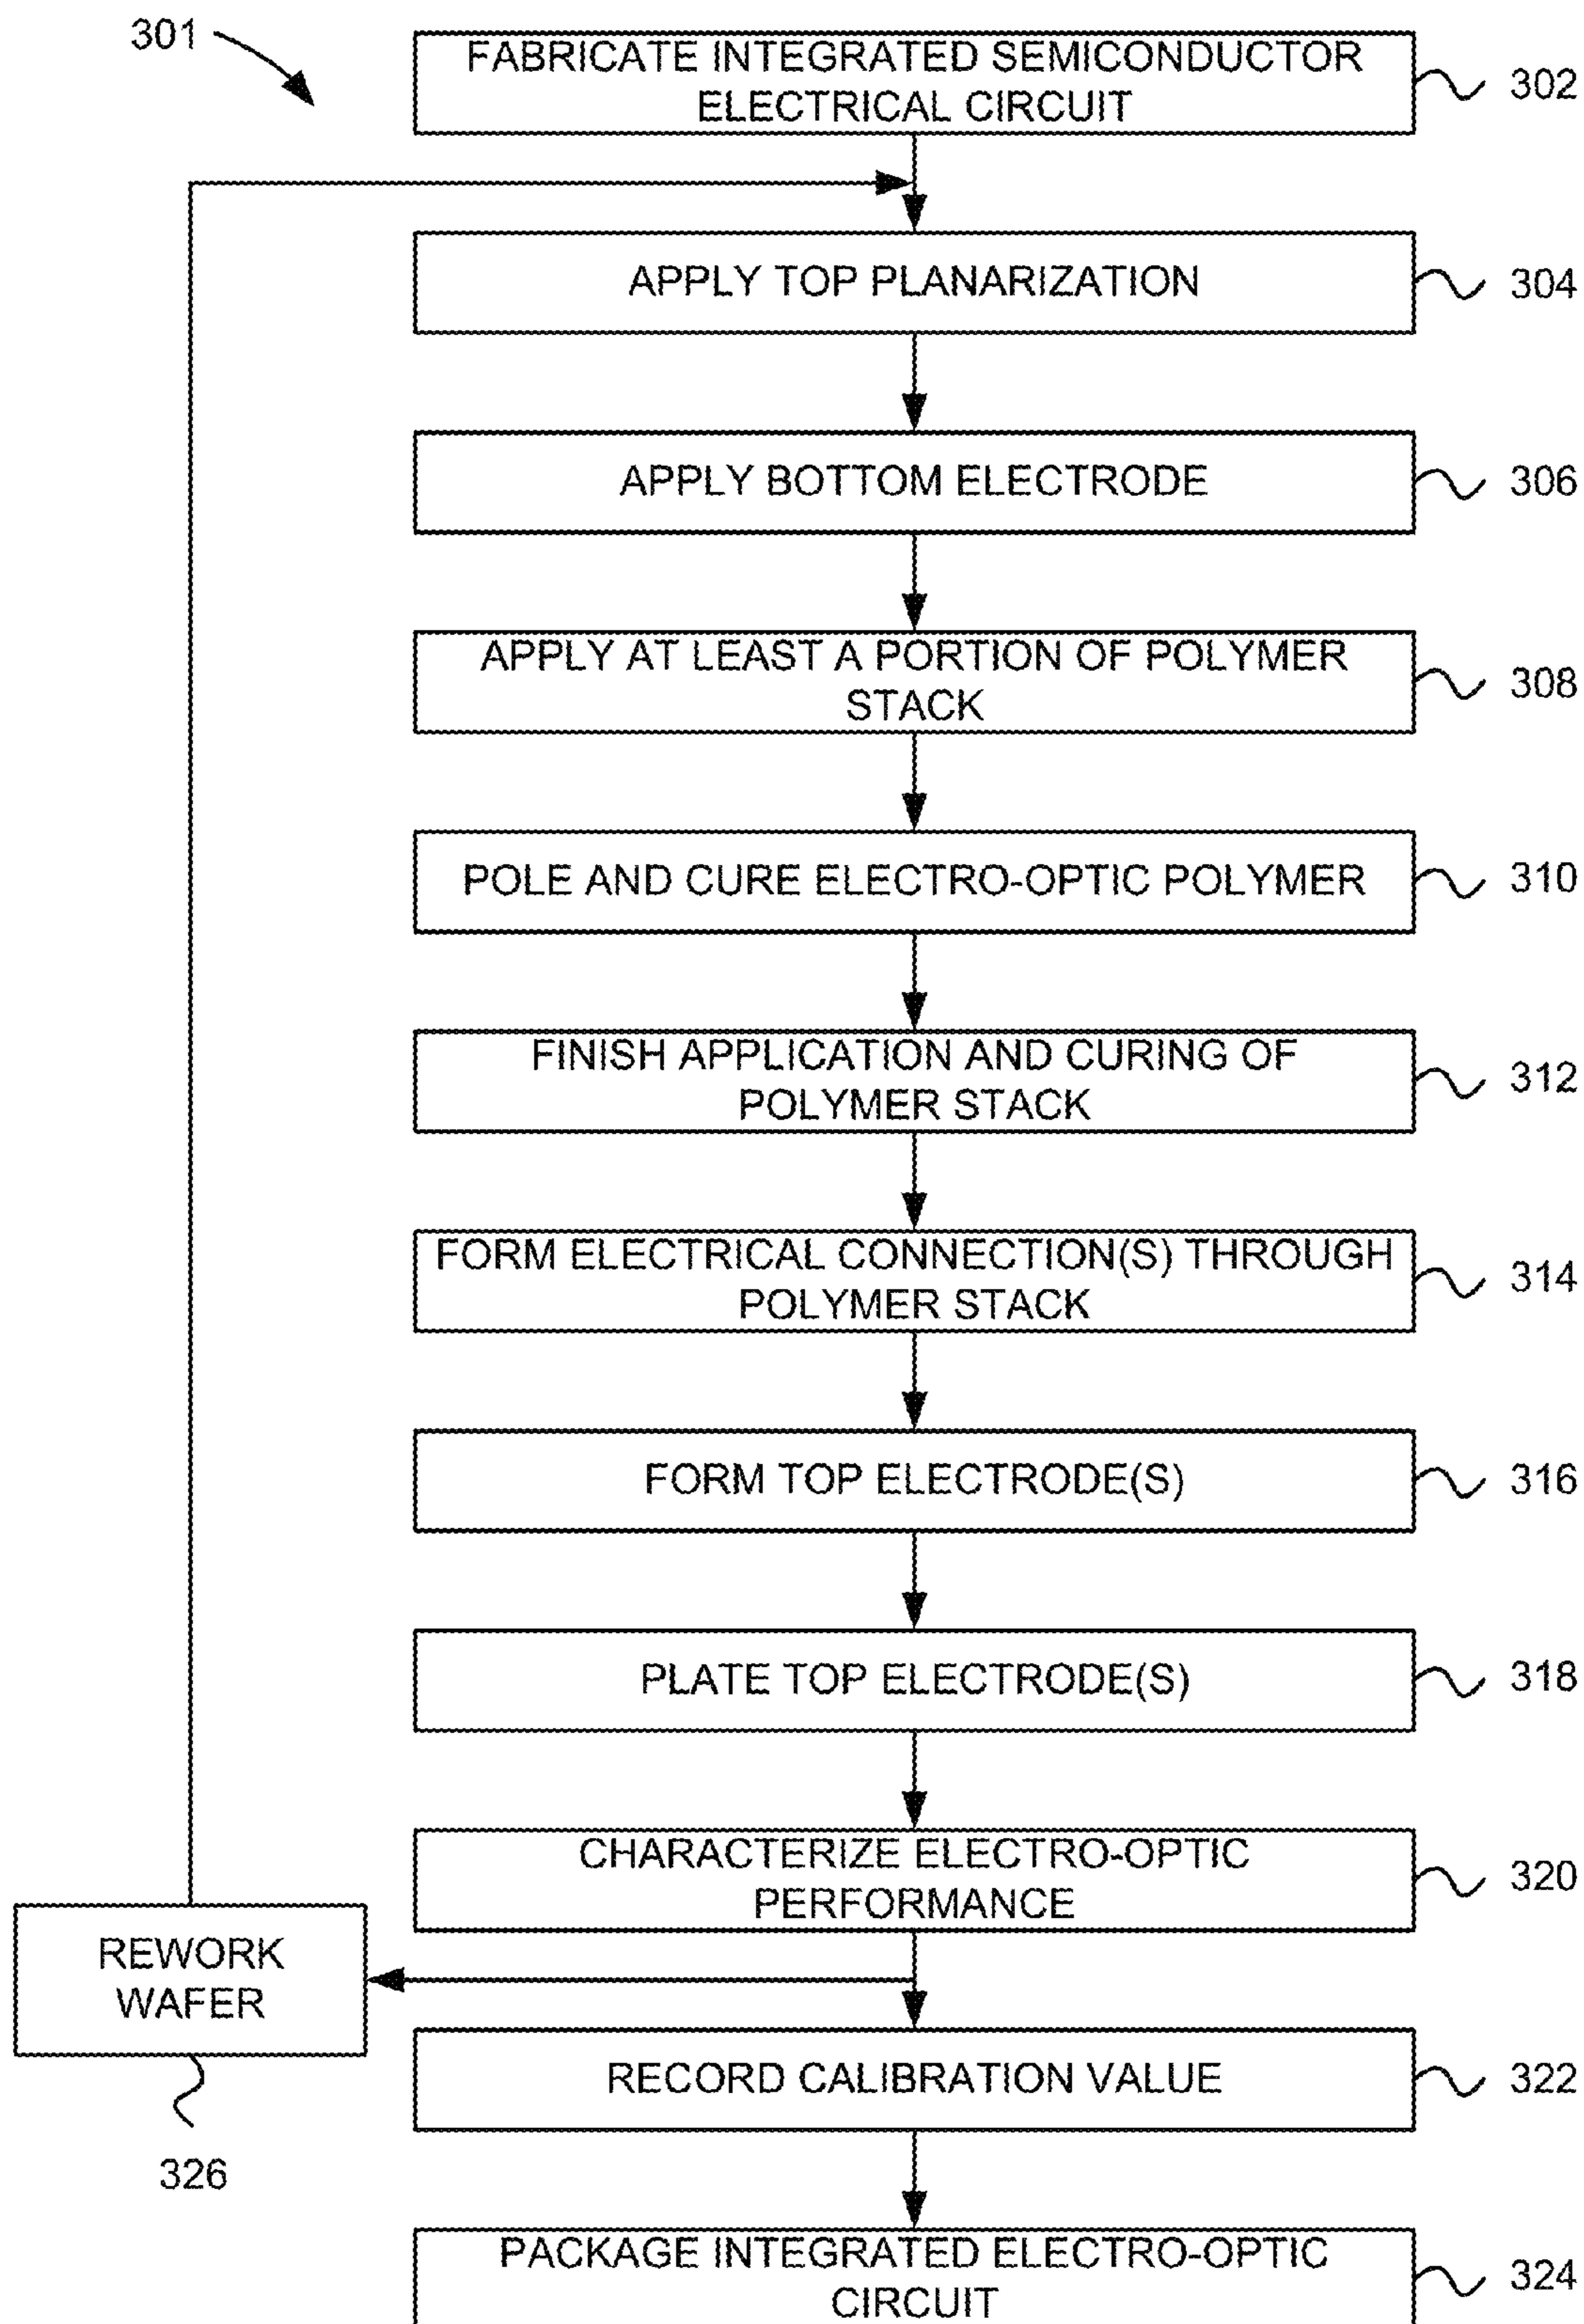 301
FABRICATE INTEGRATED SEMICONDUCTOR
ELECTRICAL CIRCUIT
302
APPLY TOP PLANARIZATION
304
APPLY BOTTOM ELECTRODE
306
APPLY AT LEAST A PORTION OF POLYMER
STACK
308
POLE AND CURE ELECTRO-OPTIC POLYMER
310
FINISH APPLICATION AND CURING OF
POLYMER STACK
312
FORM ELECTRICAL CONNECTION(S) THROUGH
POLYMER STACK
314
FORM TOP ELECTRODE(S)
316
PLATE TOP ELECTRODE(S)
318
CHARACTERIZE ELECTRO-OPTIC
PERFORMANCE
320
REWORK
WAFER
326
RECORD CALIBRATION VALUE
322
PACKAGE INTEGRATED ELECTRO-OPTIC
CIRCUIT
324